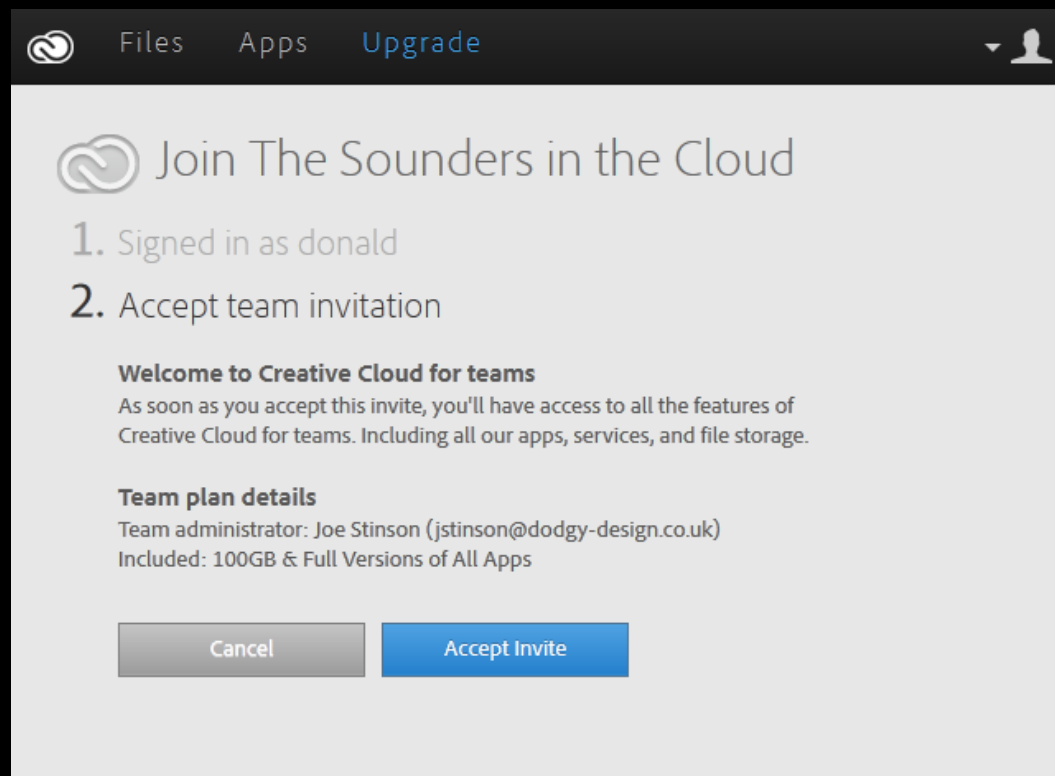 Files Apps Upgrade
Join The Sounders in the Cloud
1. Signed in as donald
2. Accept team invitation
Welcome to Creative Cloud for teams
As soon as you accept this invite, you'll have access to all the features of
Creative Cloud for teams. Including all our apps, services, and file storage.
Team plan details
Team administrator: Joe Stinson (jstinson@dodgy-design.co.uk)
Included: 100GB & Full Versions of All Apps
Cancel Accept Invite